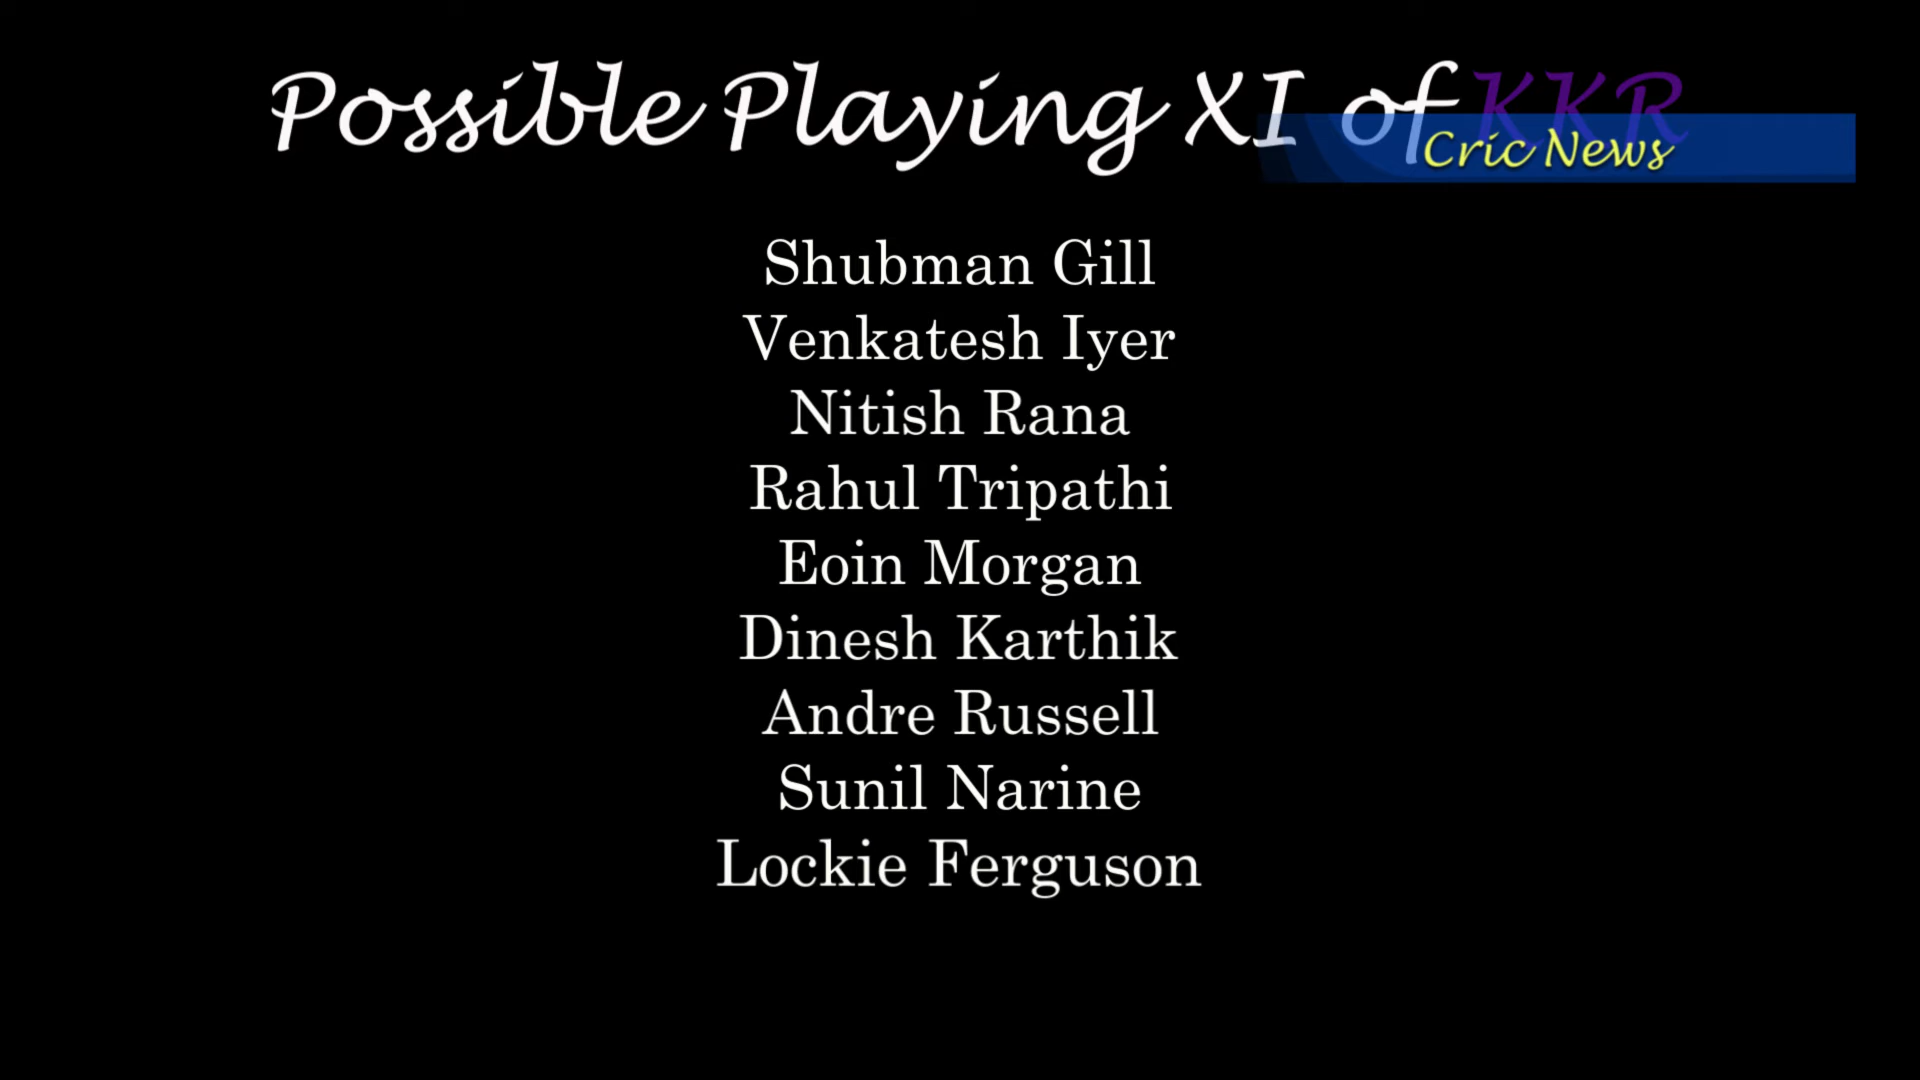 Possible Playing XI of KKR
Cric News
Shubman Gill
Venkatesh Iyer
Nitish Rana
Rahul Tripathi
Eoin Morgan
Dinesh Karthik
Andre Russell
Sunil Narine
Lockie Ferguson